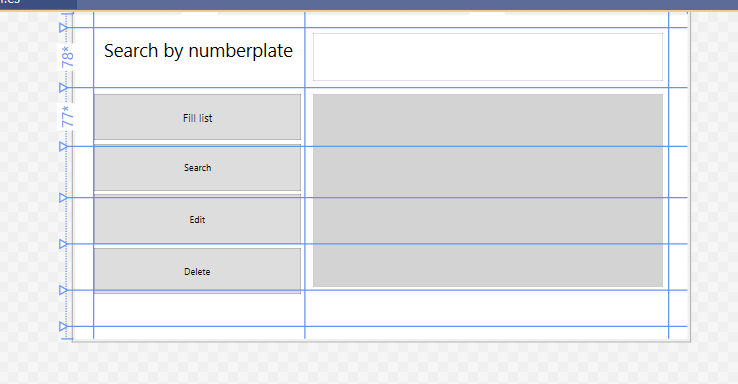 Search by numberplate
78*
77*
Fill list
Search
Edit
Delete